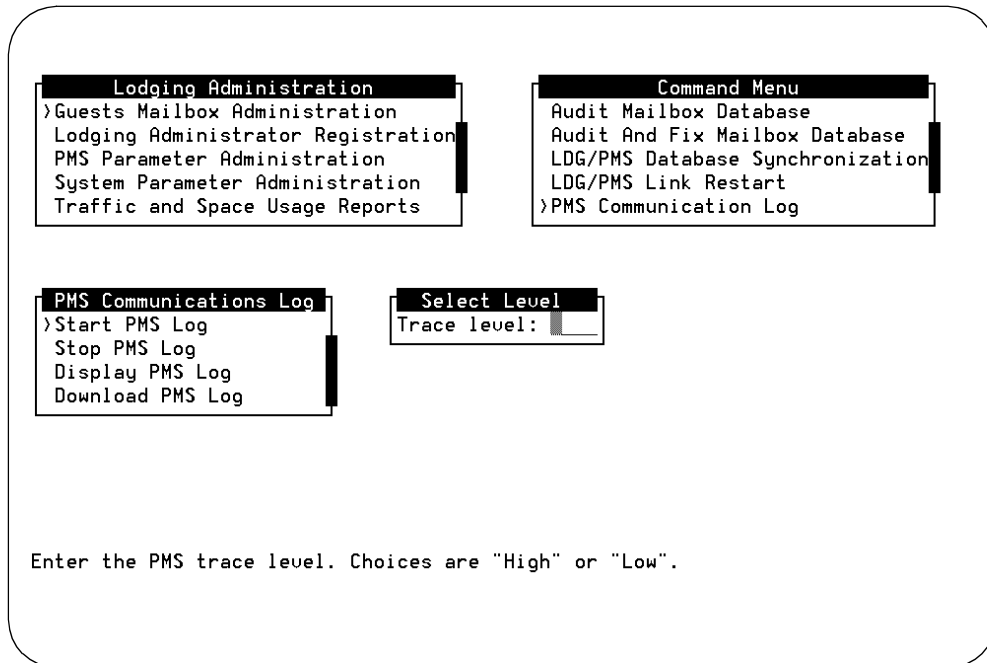 Lodging Administration
>Guests Mailbox Administration
Lodging Administrator Registration
PMS Parameter Administration
System Parameter Administration
Traffic and Space Usage Reports
Command Menu
Audit Mailbox Database
Audit And Fix Mailbox Database
LDG/PMS Database Synchronization
LDG/PMS Link Restart
>PMS Communication Log
PMS Communications Log
>Start PMS Log
Stop PMS Log
Display PMS Log
Download PMS Log
Select Level
Trace level:
Enter the PMS trace level. Choices are "High" or "Low".